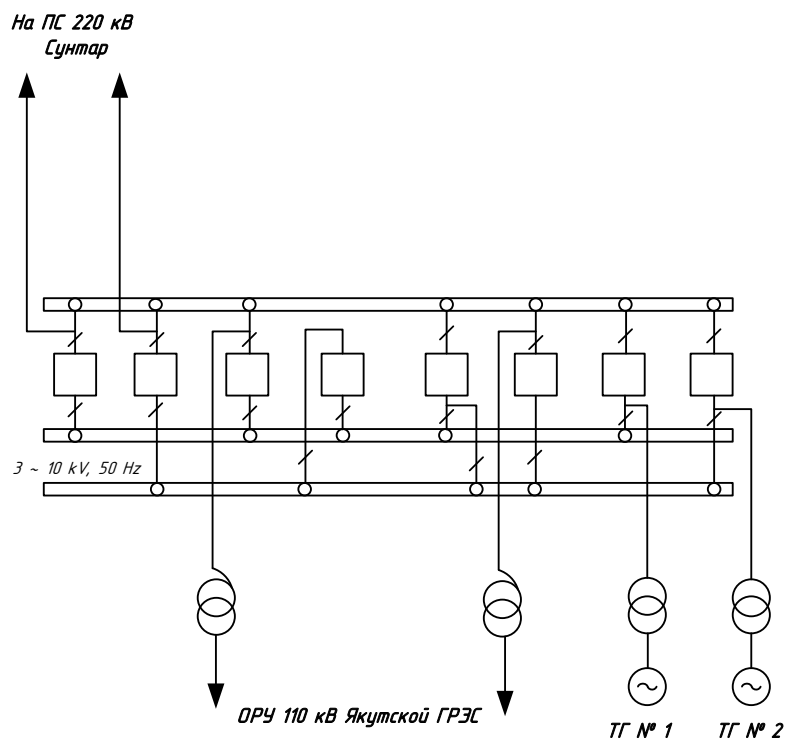 На ПС 220 кВ
Сунтар
3 ~ 10 kV, 50 Hz
ОРУ 110 кВ Якутской ГРЭС
ТГ № 1
ТГ № 2